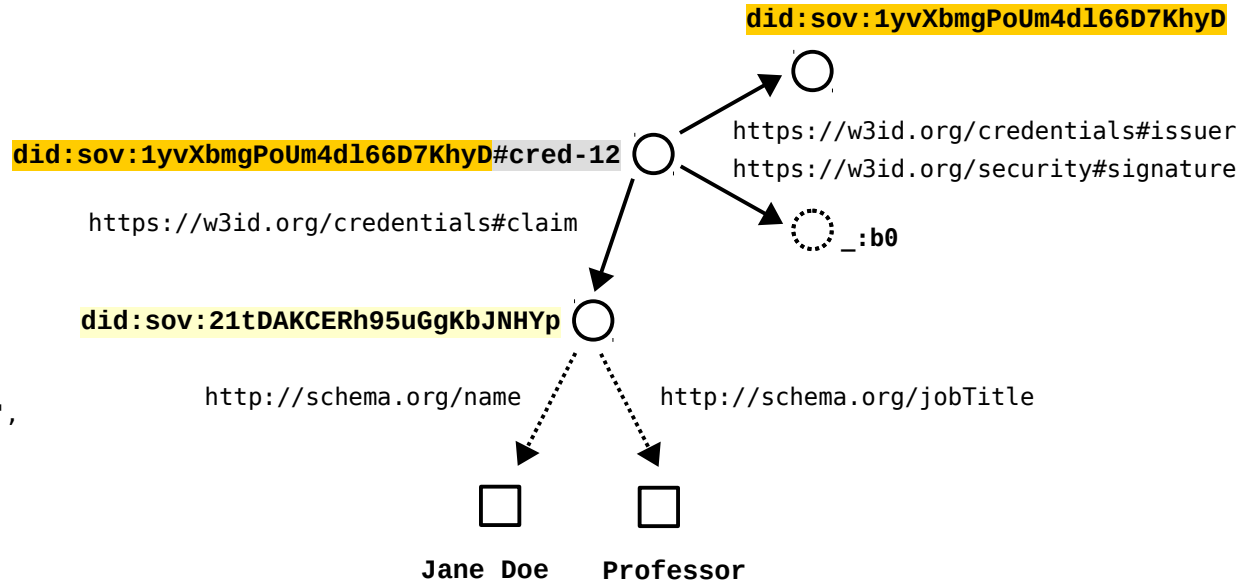 did:sov:1yvXbmgPoUm4dl66D7KhyD
https://w3id.org/credentials#issuer
did:sov:1yvXbmgPoUm4dl66D7KhyD#cred-12
https://w3id.org/security#signature
https://w3id.org/credentials#claim
_:b0
did:sov:21tDAKCERh95uGgKbJNHYp
http://schema.org/name
http://schema.org/jobTitle
",
Jane Doe
Professor